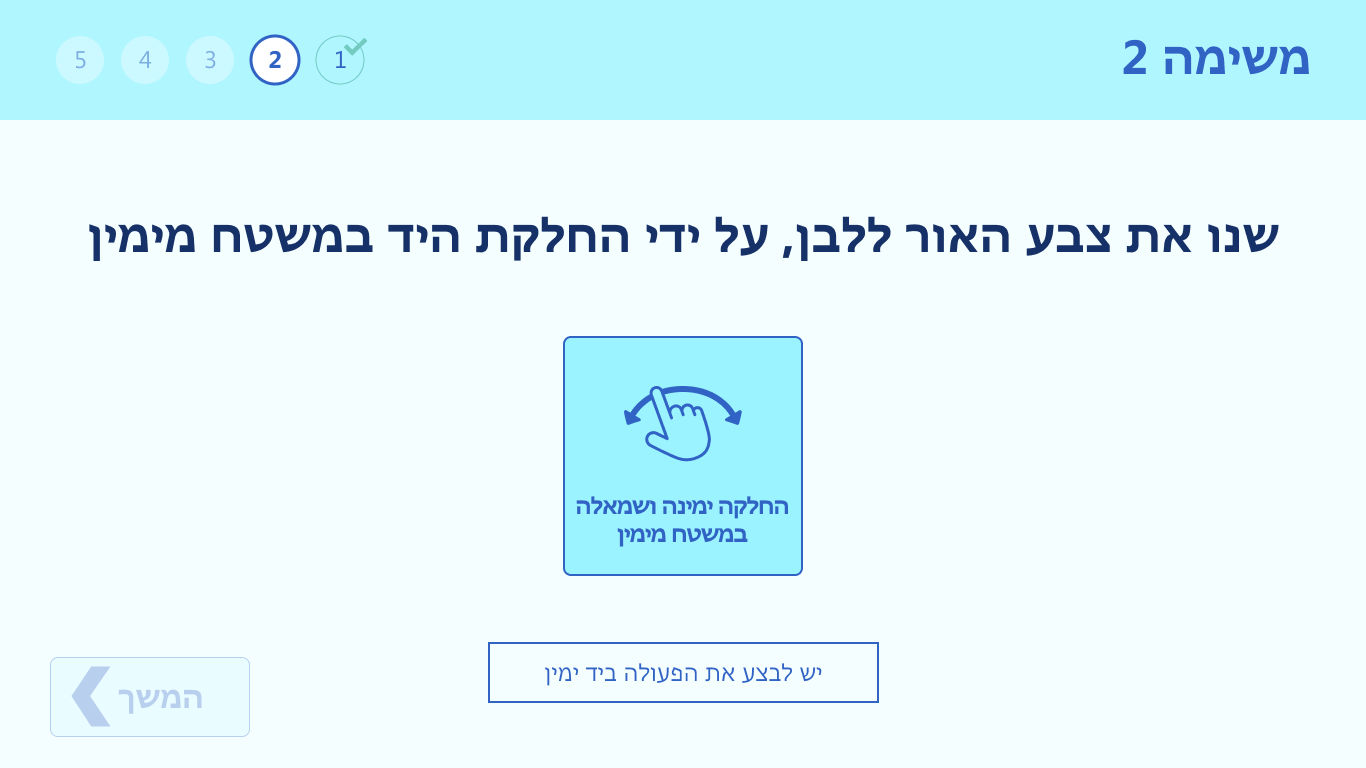 משימה 2
1
2
3
4
5
שנו את צבע האור ללבן, על ידי החלקת היד במשטח מימין
החלקה ימינה ושמאלה
במשטח מימין
יש לבצע את הפעולה ביד ימין
המשך